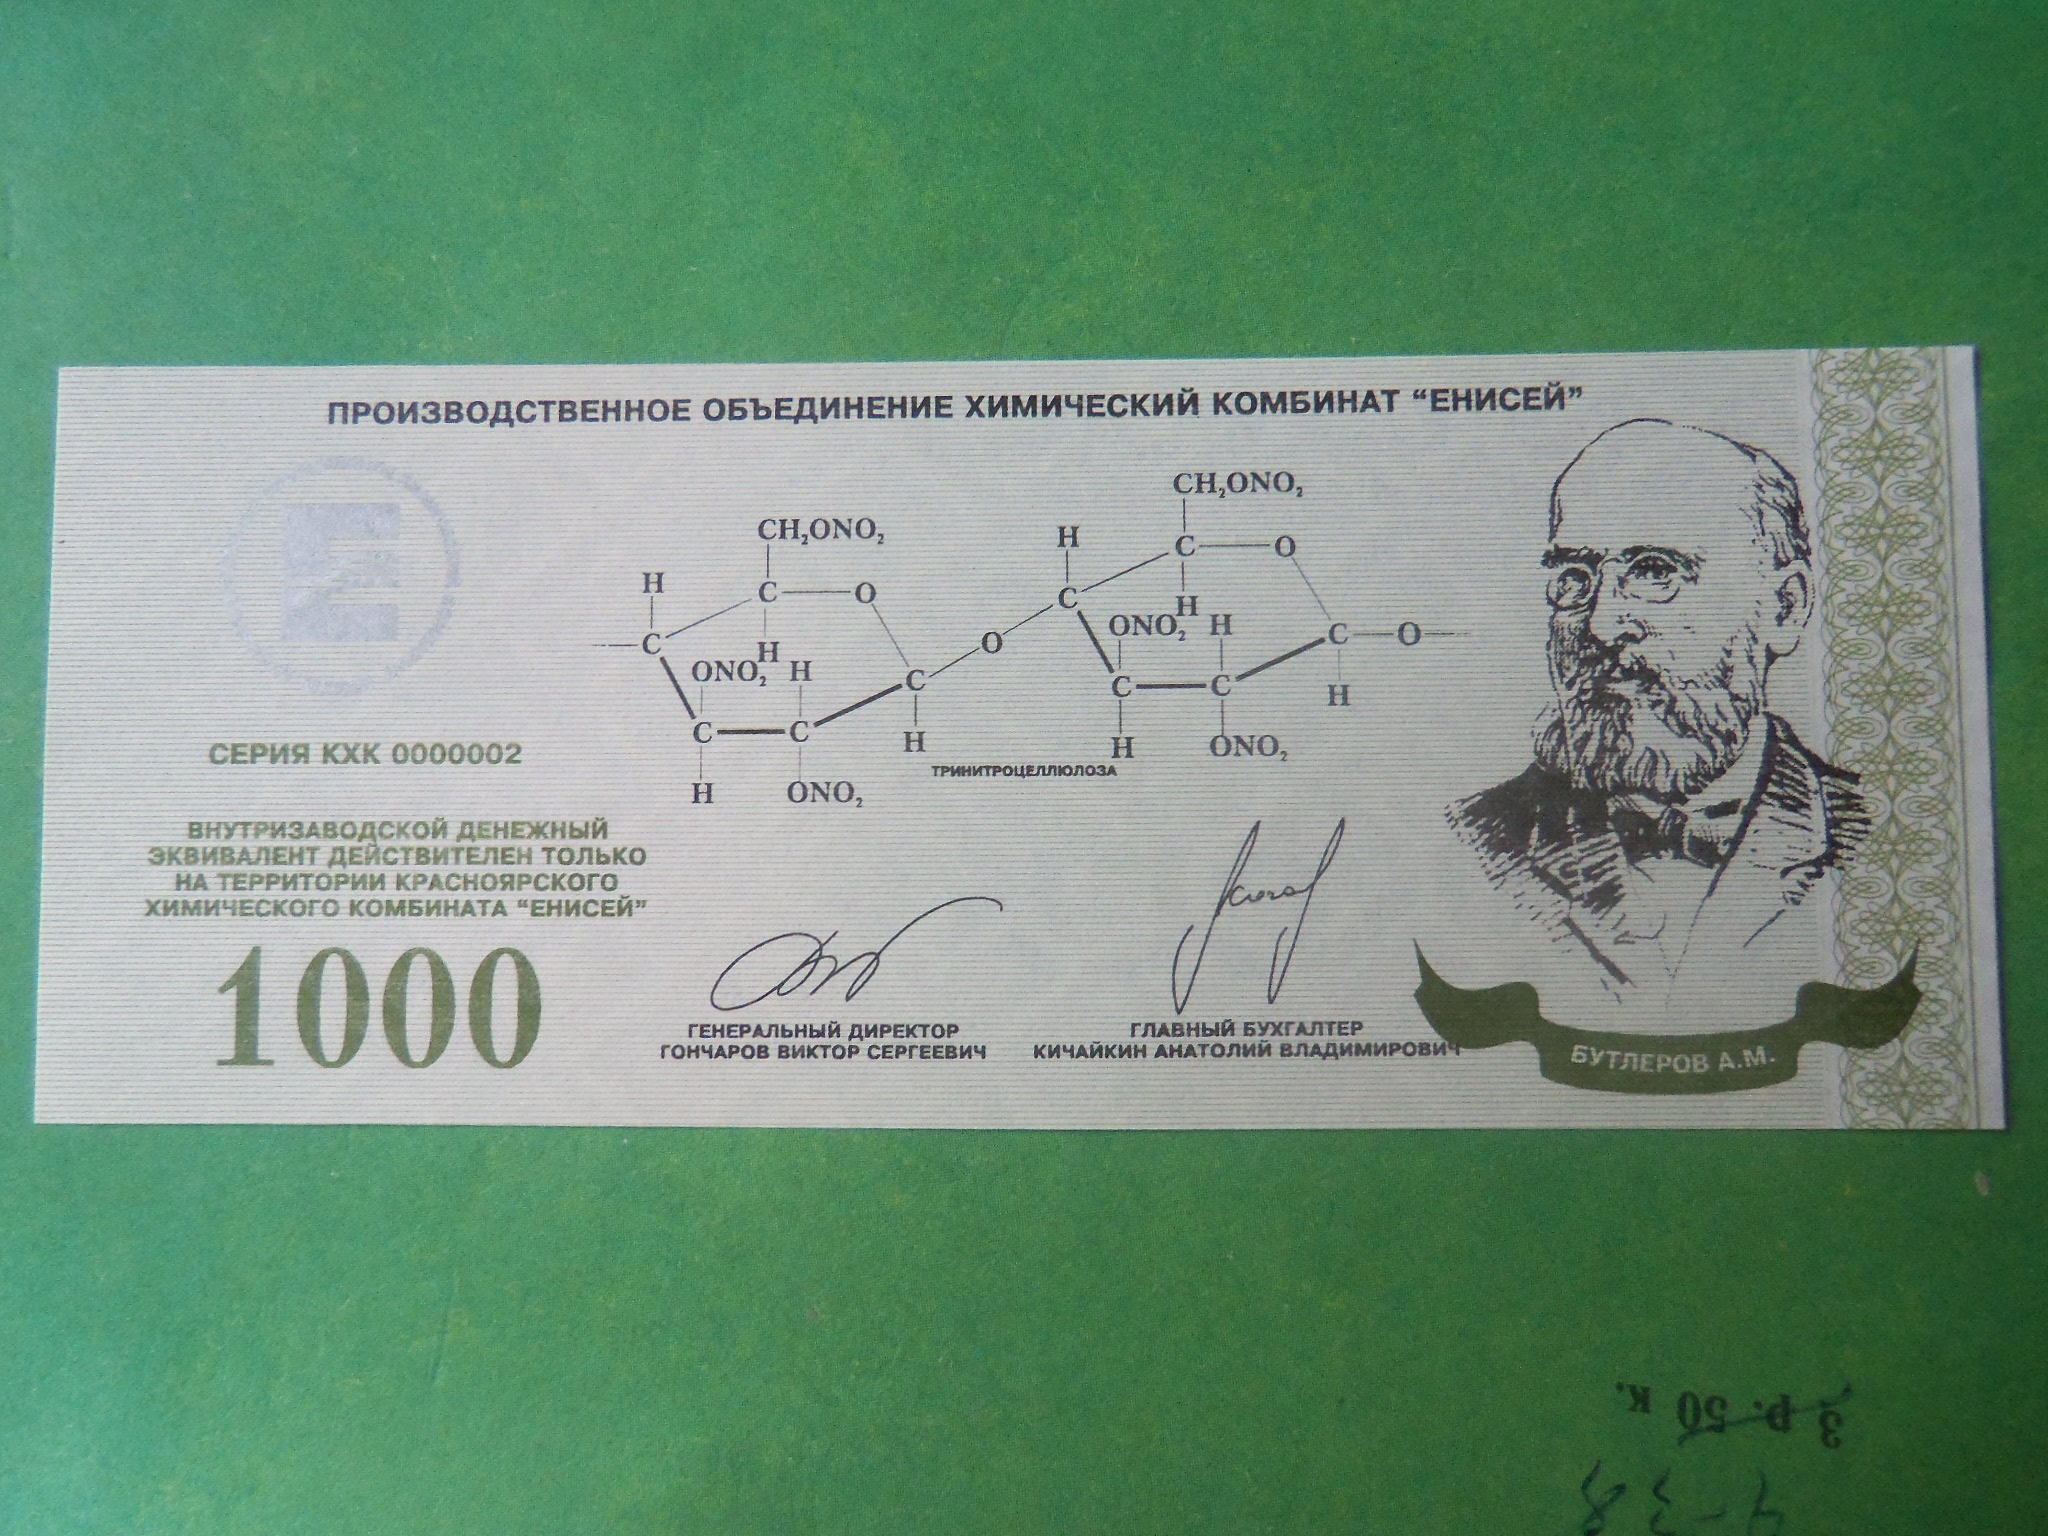 ПРОИЗВОДСТВЕННОЕ ОБЪЕДИНЕНИЕ ХИМИЧЕСКИЙ КОМБИНАТ “ЕНИСЕЙ”
CH₂ONO₂
H
C
O
CH₂ONO₂
H
C
O
H
C
ONO₂
H
H
C
O
C
ONO₂
H
H
C
O
C
C
H
C
C
H
H
ONO₂
H
ONO₂
ТРИНИТРОЦЕЛЛЮЛОЗА
СЕРИЯ КХК 0000002
ВНУТРИЗАВОДСКОЙ ДЕНЕЖНЫЙ
ЭКВИВАЛЕНТ ДЕЙСТВИТЕЛЕН ТОЛЬКО
НА ТЕРРИТОРИИ КРАСНОЯРСКОГО
ХИМИЧЕСКОГО КОМБИНАТА “ЕНИСЕЙ”
1000
ГЕНЕРАЛЬНЫЙ ДИРЕКТОР
ГОНЧАРОВ ВИКТОР СЕРГЕЕВИЧ
ГЛАВНЫЙ БУХГАЛТЕР
КИЧАЙКИН АНАТОЛИЙ ВЛАДИМИРОВИЧ
БУТЛЕРОВ А.М.
3 р. 50 к.